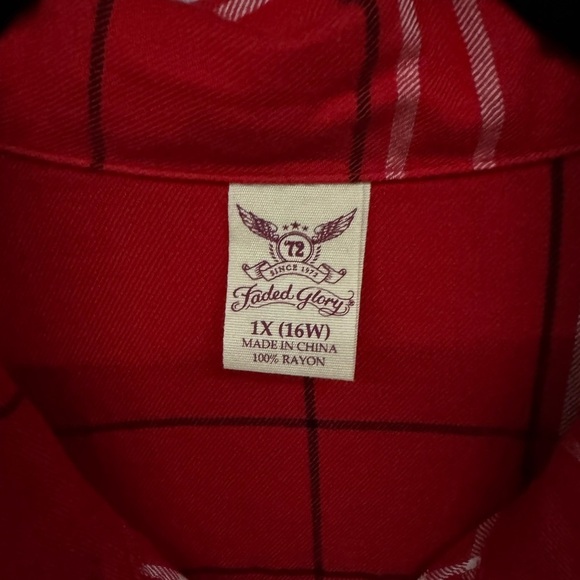 '72
SINCE 1972
Faded Glory
1X (16W)
MADE IN CHINA
100% RAYON